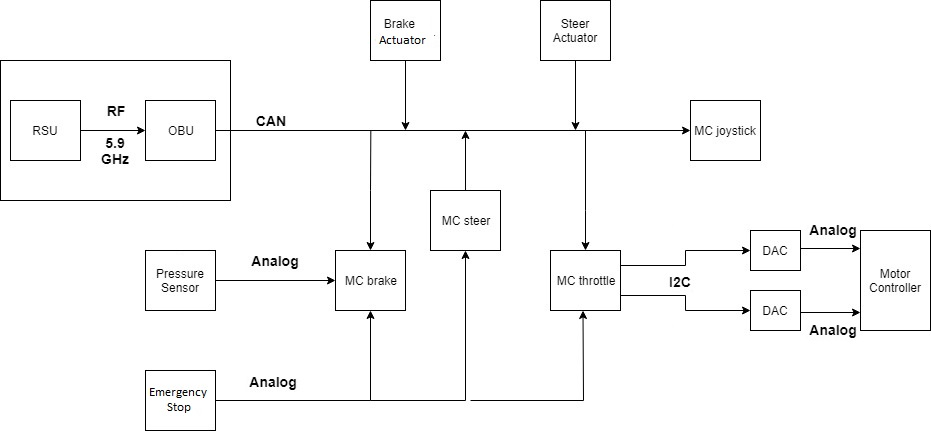 Brake
Actuator
Steer
Actuator
RSU
RF
5.9
GHz
OBU
CAN
MC joystick
MC steer
Pressure
Sensor
Analog
MC brake
MC throttle
I2C
DAC
DAC
Analog
Analog
Motor
Controller
Emergency
Stop
Analog